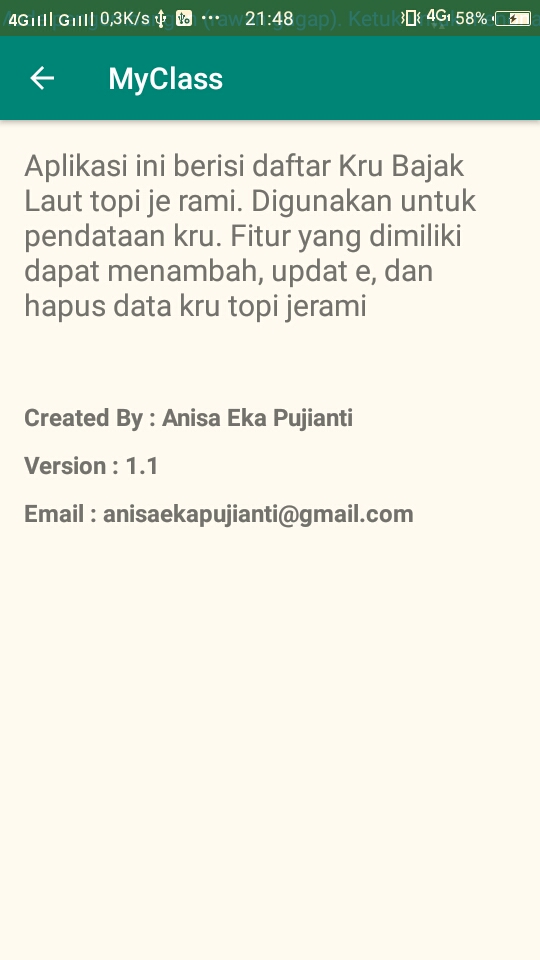 4G 0,3K/s 21:48 4G 58%
MyClass
Aplikasi ini berisi daftar Kru Bajak
Laut topi je rami. Digunakan untuk
pendataan kru. Fitur yang dimiliki
dapat menambah, updat e, dan
hapus data kru topi jerami
Created By : Anisa Eka Pujianti
Version : 1.1
Email : anisaekapujianti@gmail.com